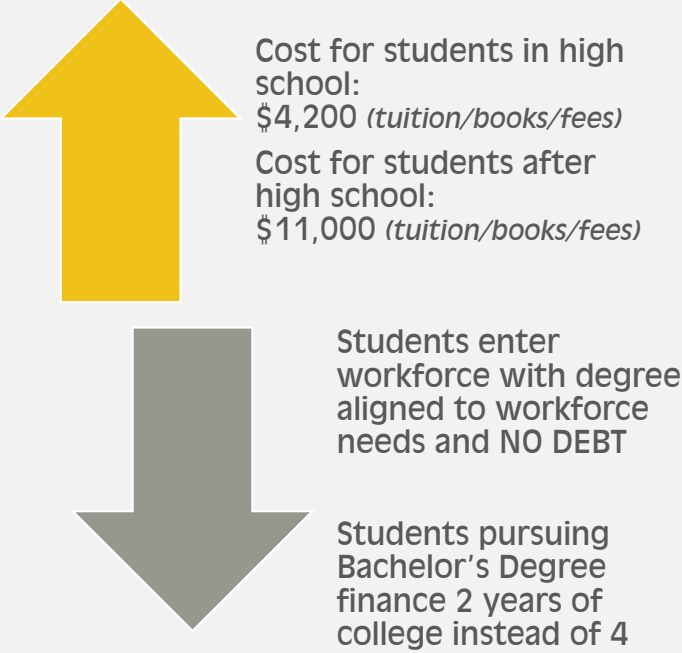 Cost for students in high
school:
$4,200 (tuition/books/fees)
Cost for students after
high school:
$11,000 (tuition/books/fees)
Students enter
workforce with degree
aligned to workforce
needs and NO DEBT
Students pursuing
Bachelor’s Degree
finance 2 years of
college instead of 4